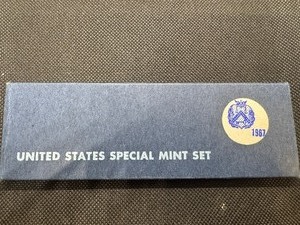 1967
UNITED STATES SPECIAL MINT SET